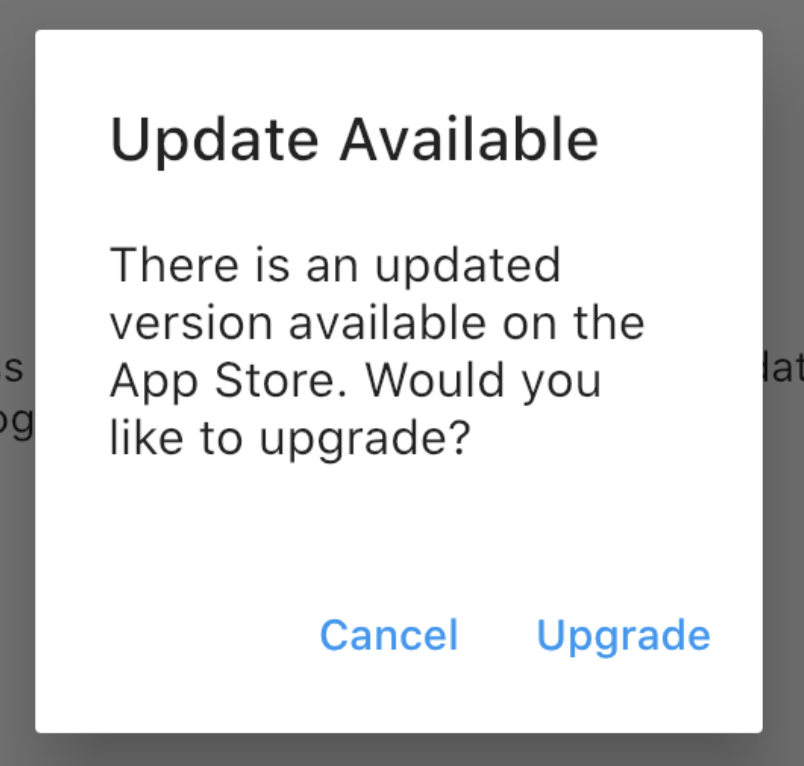 Update Available
There is an updated
version available on the
App Store. Would you
like to upgrade?
Cancel Upgrade